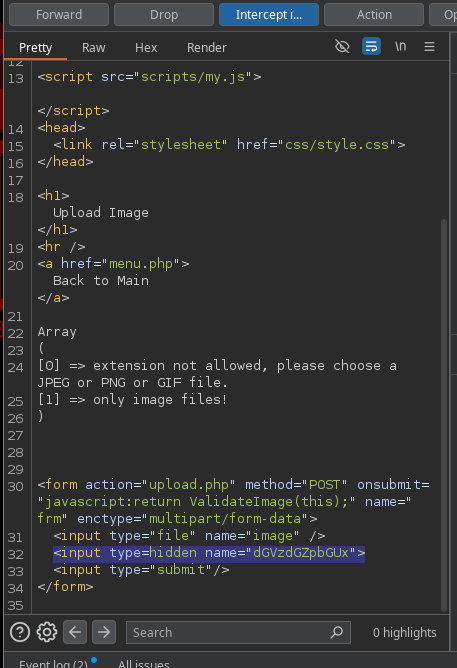 Forward Drop Intercept i... Action Op
Pretty Raw Hex Render \n
12
13 <script src="scripts/my.js">
</script>
14 <head>
15 <link rel="stylesheet" href="css/style.css">
16 </head>
17
18 <h1>
Upload Image
</h1>
19 <hr />
20 <a href="menu.php">
Back to Main
</a>
21
22 Array
23 (
24 [0] => extension not allowed, please choose a
JPEG or PNG or GIF file.
25 [1] => only image files!
26 )
27
28
29
30 <form action="upload.php" method="POST" onsubmit=
"javascript:return ValidateImage(this);" name="
frm" enctype="multipart/form-data">
31 <input type="file" name="image" />
32 <input type=hidden name="dGVzdGZpbGUx">
33 <input type="submit"/>
34 </form>
35
Search 0 highlights
Event log (2) All issues